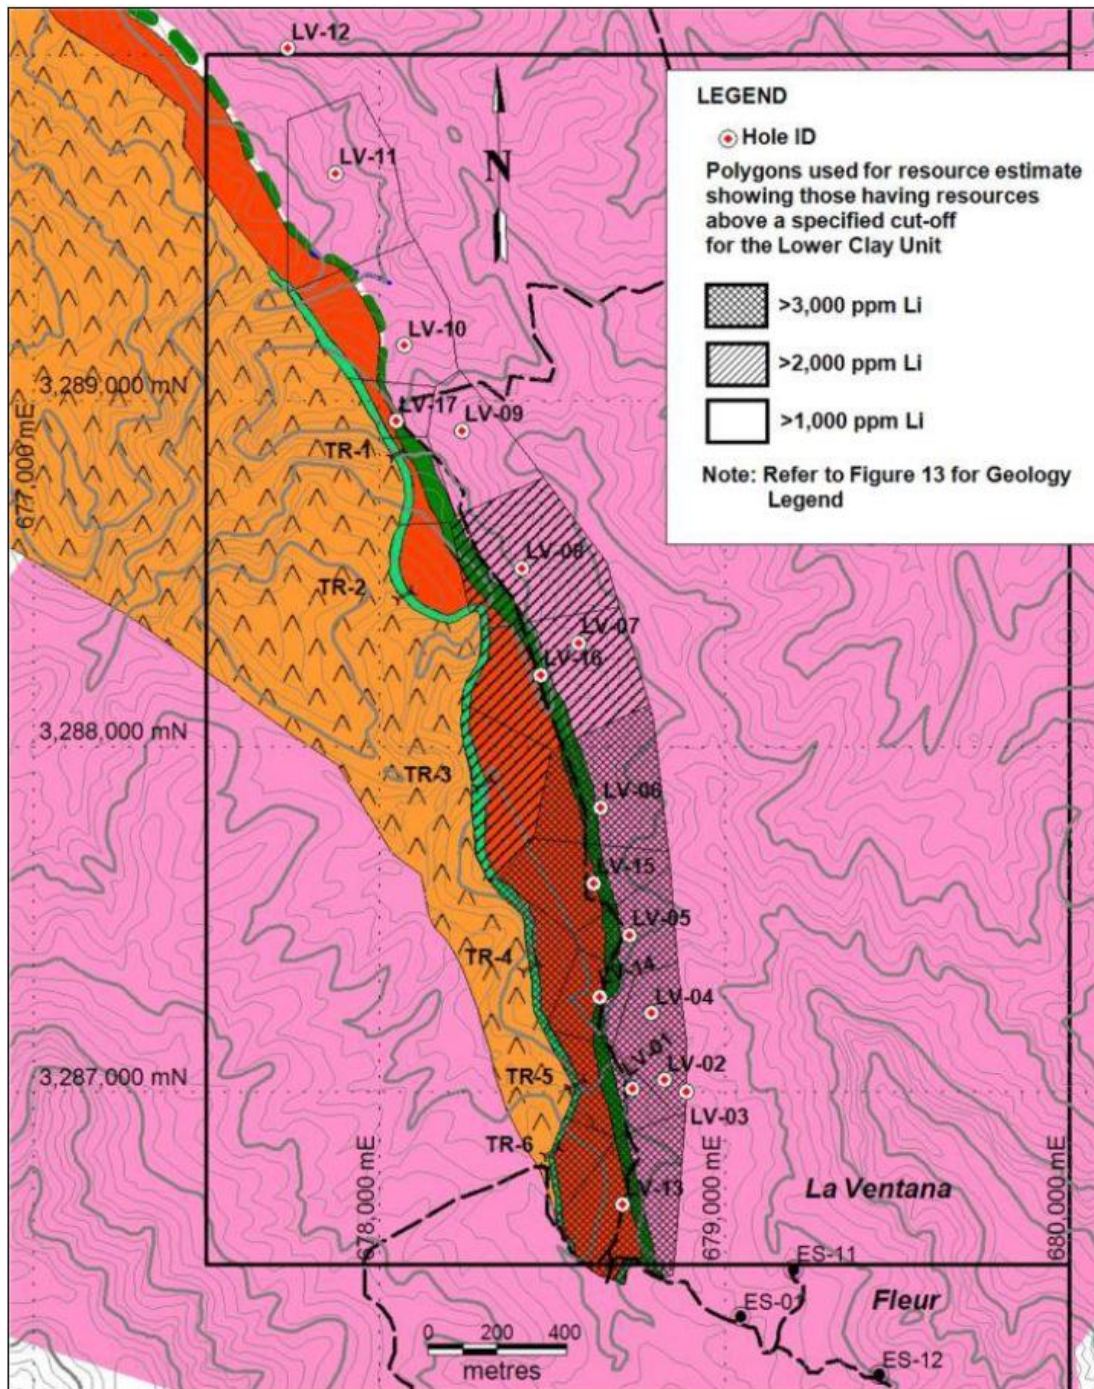 LV-12
LEGEND
Hole ID
Polygons used for resource estimate
showing those having resources
above a specified cut-off
for the Lower Clay Unit
>3,000 ppm Li
>2,000 ppm Li
>1,000 ppm Li
Note: Refer to Figure 13 for Geology
Legend
LV-11
N
LV-10
3,289,000 mN
677,000 mE
LV-17
LV-09
TR-1
LV-08
TR-2
LV-07
LV-16
3,288,000 mN
TR-3
LV-06
LV-15
LV-05
TR-4
LV-14
LV-04
LV-01
LV-02
3,287,000 mN
TR-5
LV-03
TR-6
678,000 mE
679,000 mE
680,000 mE
LV-13
La Ventana
ES-11
ES-01
Fleur
0 200 400
metres
ES-12